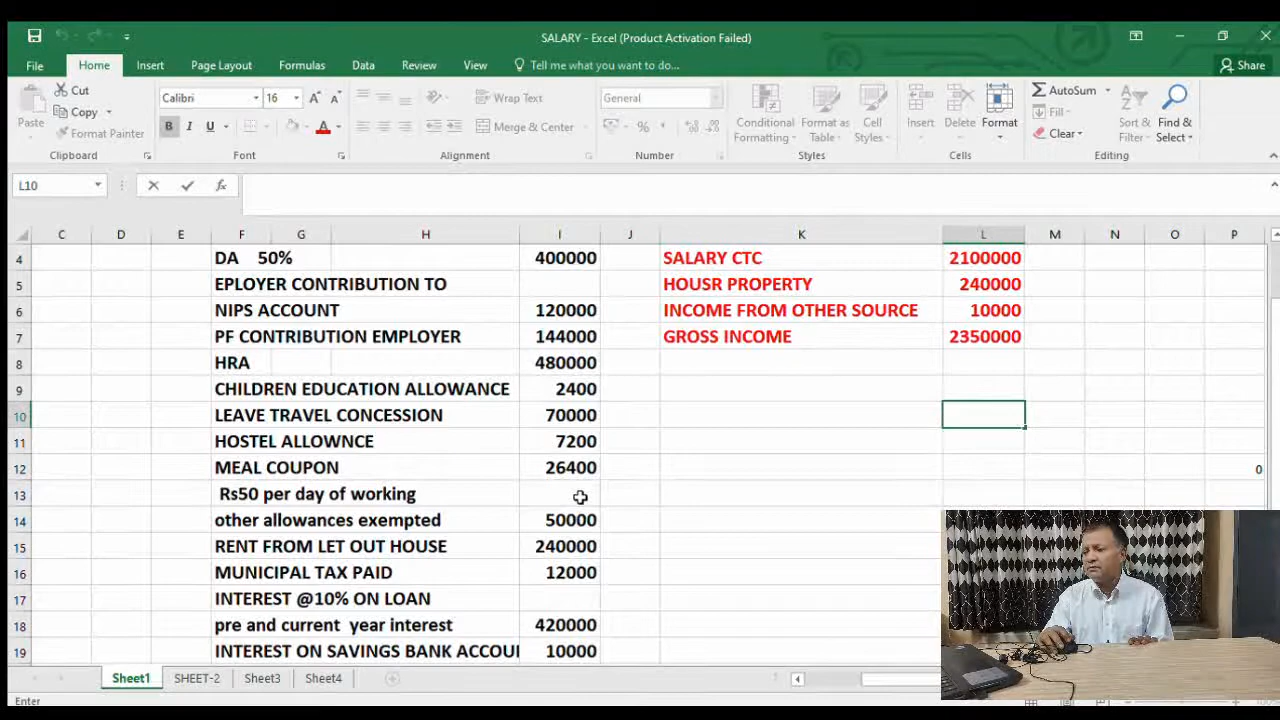 SALARY - Excel (Product Activation Failed)
File Home Insert Page Layout Formulas Data Review View Tell me what you want to do... Share
Paste Cut Copy Format Painter Clipboard
Calibri 16 B I U A Font
Wrap Text Merge & Center Alignment
General % Number
Conditional Formatting Format as Table Cell Styles Styles
Insert Delete Format Cells
AutoSum Fill Clear Sort & Filter Find & Select Editing
L10 fx
C D E F G H I J K L M N O P
4 DA 50% 400000 SALARY CTC 2100000
5 EPLOYER CONTRIBUTION TO HOUSR PROPERTY 240000
6 NIPS ACCOUNT 120000 INCOME FROM OTHER SOURCE 10000
7 PF CONTRIBUTION EMPLOYER 144000 GROSS INCOME 2350000
8 HRA 480000
9 CHILDREN EDUCATION ALLOWANCE 2400
10 LEAVE TRAVEL CONCESSION 70000
11 HOSTEL ALLOWNCE 7200
12 MEAL COUPON 26400 0
13 Rs50 per day of working
14 other allowances exempted 50000
15 RENT FROM LET OUT HOUSE 240000
16 MUNICIPAL TAX PAID 12000
17 INTEREST @10% ON LOAN
18 pre and current year interest 420000
19 INTEREST ON SAVINGS BANK ACCOU 10000
Sheet1 SHEET-2 Sheet3 Sheet4
Enter